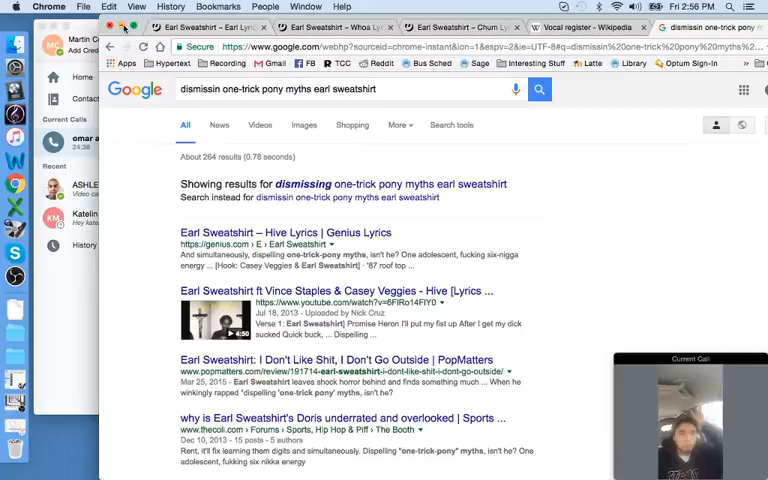 Chrome File Edit View History Bookmarks People Window Help
Fri 2:56 PM
Earl Sweatshirt - Earl Lyric
Earl Sweatshirt - Whoa Ly
Earl Sweatshirt - Chum Ly
Vocal register - Wikipedia
dismissin one-trick pony m
Secure https://www.google.com/webhp?sourceid=chrome-instant&ion=1&espv=2&ie=UTF-8#q=dismissin%20one-trick%20pony%20myths%
Apps Hypertext Recording Gmail FB TCC Reddit Bus Sched Sage Interesting Stuff Latte Library Optum Sign-In
Martin C
Add Cred
MC
Home
Contact
Current Calls
omar a
24:38
Recent
ASHLE
Video ca
KM
Katelin
Hey kata
History
Google
dismissin one-trick pony myths earl sweatshirt
All News Videos Images Shopping More Search tools
About 264 results (0.78 seconds)
Showing results for dismissing one-trick pony myths earl sweatshirt
Search instead for dismissin one-trick pony myths earl sweatshirt
Earl Sweatshirt – Hive Lyrics | Genius Lyrics
https://genius.com › E › Earl Sweatshirt
And simultaneously, dispelling one-trick-pony myths, isn't he? One adolescent, fucking six-nigga
energy ... [Hook: Casey Veggies & Earl Sweatshirt] · '87 roof top ...
Earl Sweatshirt ft Vince Staples & Casey Veggies - Hive [Lyrics ...
https://www.youtube.com/watch?v=6FIRo14FIY0
Jul 18, 2013 - Uploaded by Nick Cruz
Verse 1: Earl Sweatshirt] Promise Heron I'll put my fist up After I get my dick
sucked Quick buck, ... Dispelling ...
4:50
Earl Sweatshirt: I Don't Like Shit, I Don't Go Outside | PopMatters
www.popmatters.com/review/191714-earl-sweatshirt-i-dont-like-shit-i-dont-go-outside/
Mar 25, 2015 - Earl Sweatshirt leaves shock horror behind and finds something much ... When he
winkingly rapped "dispelling 'one-trick-pony' myths, isn't he?
why is Earl Sweatshirt's Doris underrated and overlooked | Sports ...
www.thecoli.com › Forums › Sports, Hip Hop & Piff › The Booth
Dec 10, 2013 - 15 posts - 5 authors
Rent, it'll fix learning them digits and simultaneously. Dispelling "one-trick-pony" myths, isn't he? One
adolescent, fukking six nikka energy
Current Call